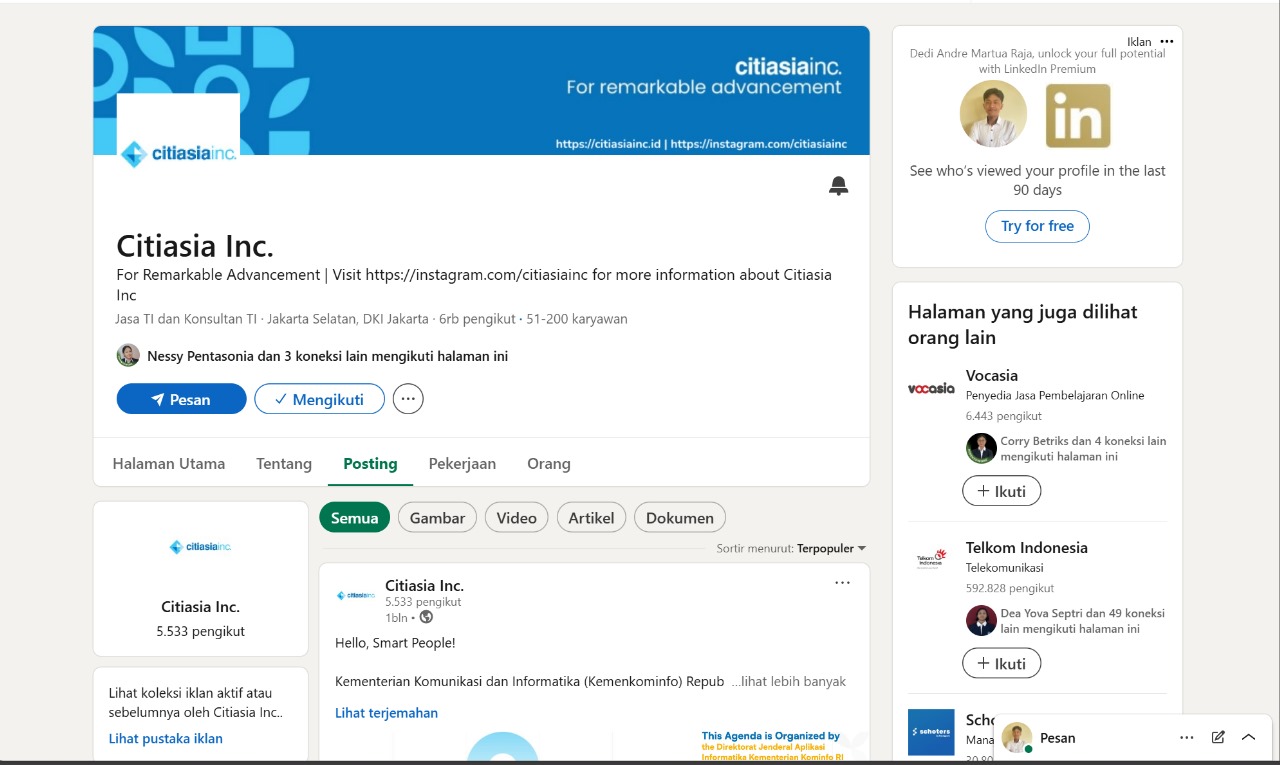 citiasiainc.
For remarkable advancement
https://citiasiainc.id | https://instagram.com/citiasiainc
citiasiainc.
Citiasia Inc.
For Remarkable Advancement | Visit https://instagram.com/citiasiainc for more information about Citiasia
Inc
Jasa TI dan Konsultan TI · Jakarta Selatan, DKI Jakarta · 6rb pengikut · 51-200 karyawan
Nessy Pentasonia dan 3 koneksi lain mengikuti halaman ini
Pesan
✓ Mengikuti
Halaman Utama
Tentang
Posting
Pekerjaan
Orang
citiasiainc.
Citiasia Inc.
5.533 pengikut
Lihat koleksi iklan aktif atau
sebelumnya oleh Citiasia Inc..
Lihat pustaka iklan
Semua
Gambar
Video
Artikel
Dokumen
Sortir menurut: Terpopuler
citiasiainc.
Citiasia Inc.
5.533 pengikut
1bln •
Hello, Smart People!
Kementerian Komunikasi dan Informatika (Kemenkominfo) Repub ...lihat lebih banyak
Lihat terjemahan
This Agenda is Organized by
the Direktorat Jenderal Aplikasi
Informatika Kementerian Kominfo RI
Iklan
Dedi Andre Martua Raja, unlock your full potential
with LinkedIn Premium
in
See who's viewed your profile in the last
90 days
Try for free
Halaman yang juga dilihat
orang lain
vocasia
Vocasia
Penyedia Jasa Pembelajaran Online
6.443 pengikut
Corry Betriks dan 4 koneksi lain
mengikuti halaman ini
+ Ikuti
Telkom
Indonesia
Telkom Indonesia
Telekomunikasi
592.828 pengikut
Dea Yova Septri dan 49 koneksi
lain mengikuti halaman ini
+ Ikuti
schoters
Scho
Mana
Pesan